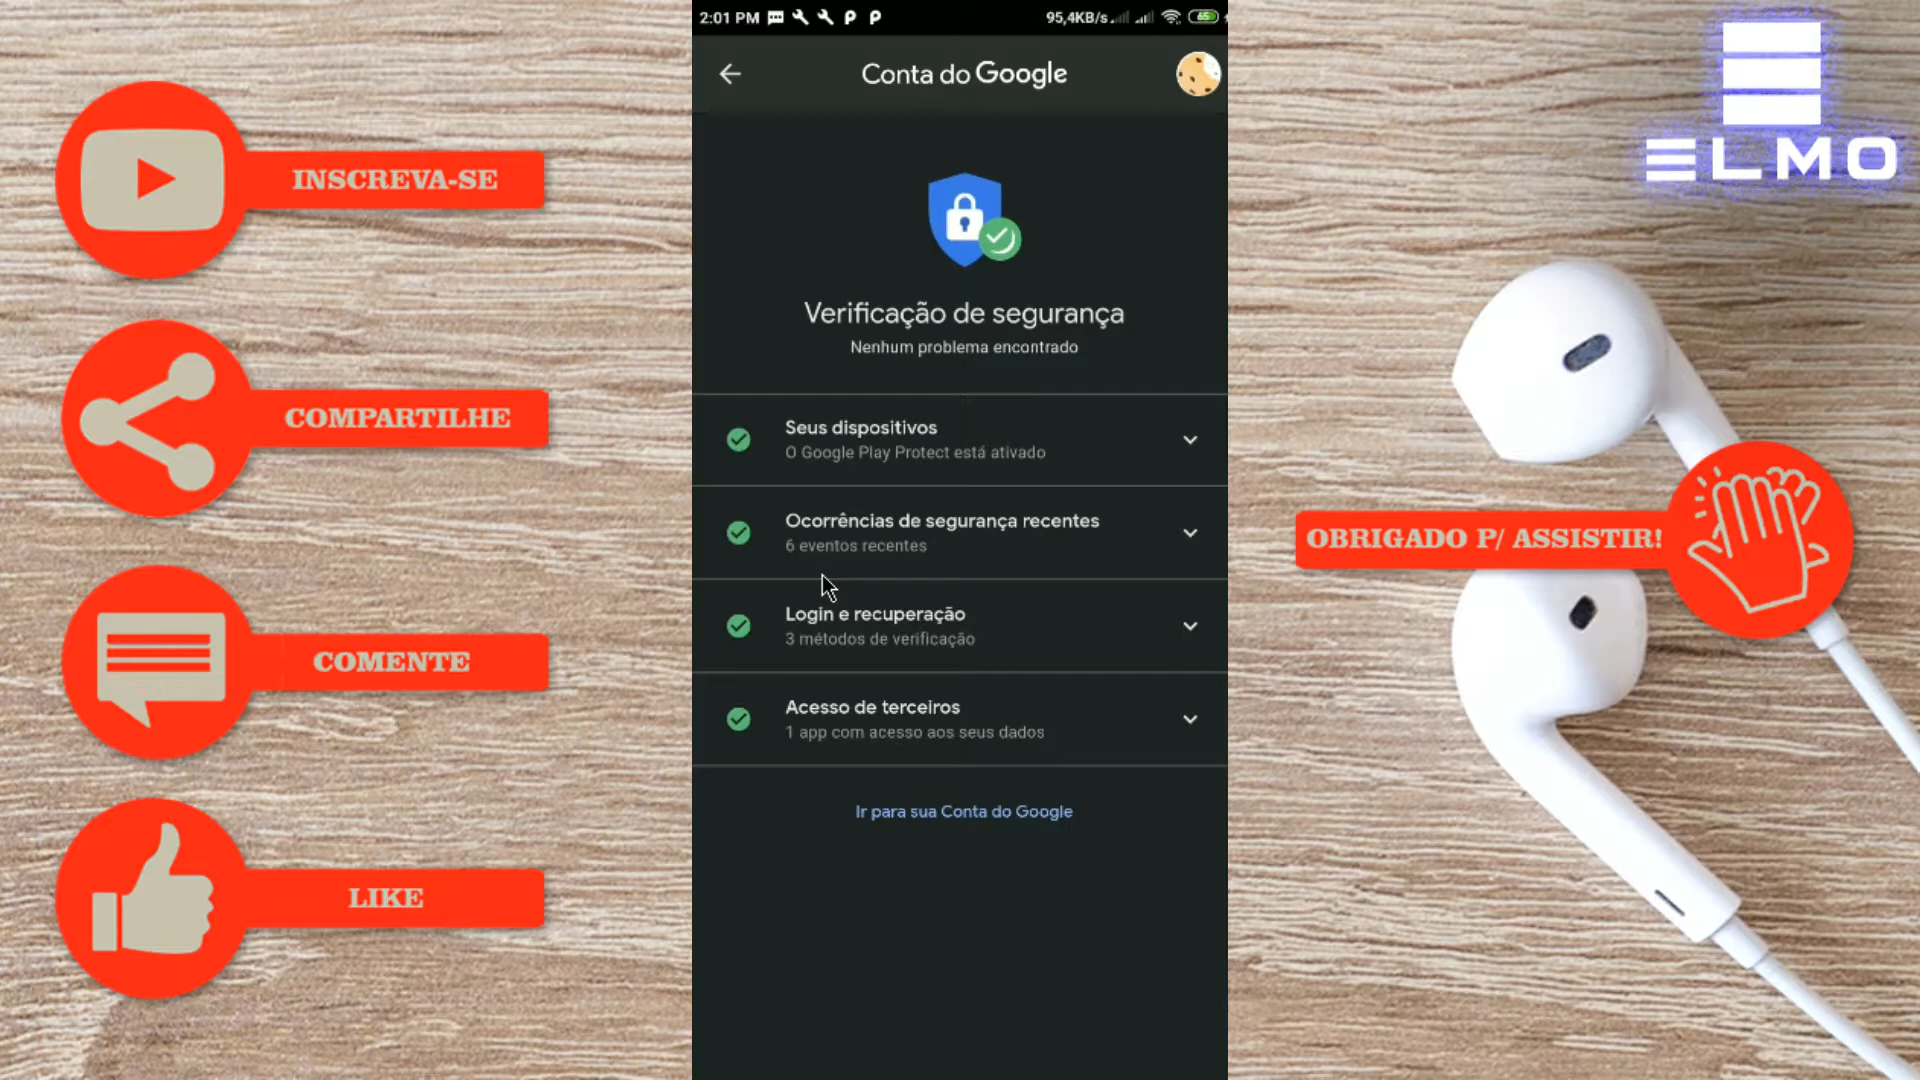 2:01 PM
95,4KB/s
65
Conta do Google
Verificação de segurança
Nenhum problema encontrado
Seus dispositivos
O Google Play Protect está ativado
Ocorrências de segurança recentes
6 eventos recentes
Login e recuperação
3 métodos de verificação
Acesso de terceiros
1 app com acesso aos seus dados
Ir para sua Conta do Google
INSCREVA-SE
COMPARTILHE
COMENTE
LIKE
ELMO
OBRIGADO P/ ASSISTIR!